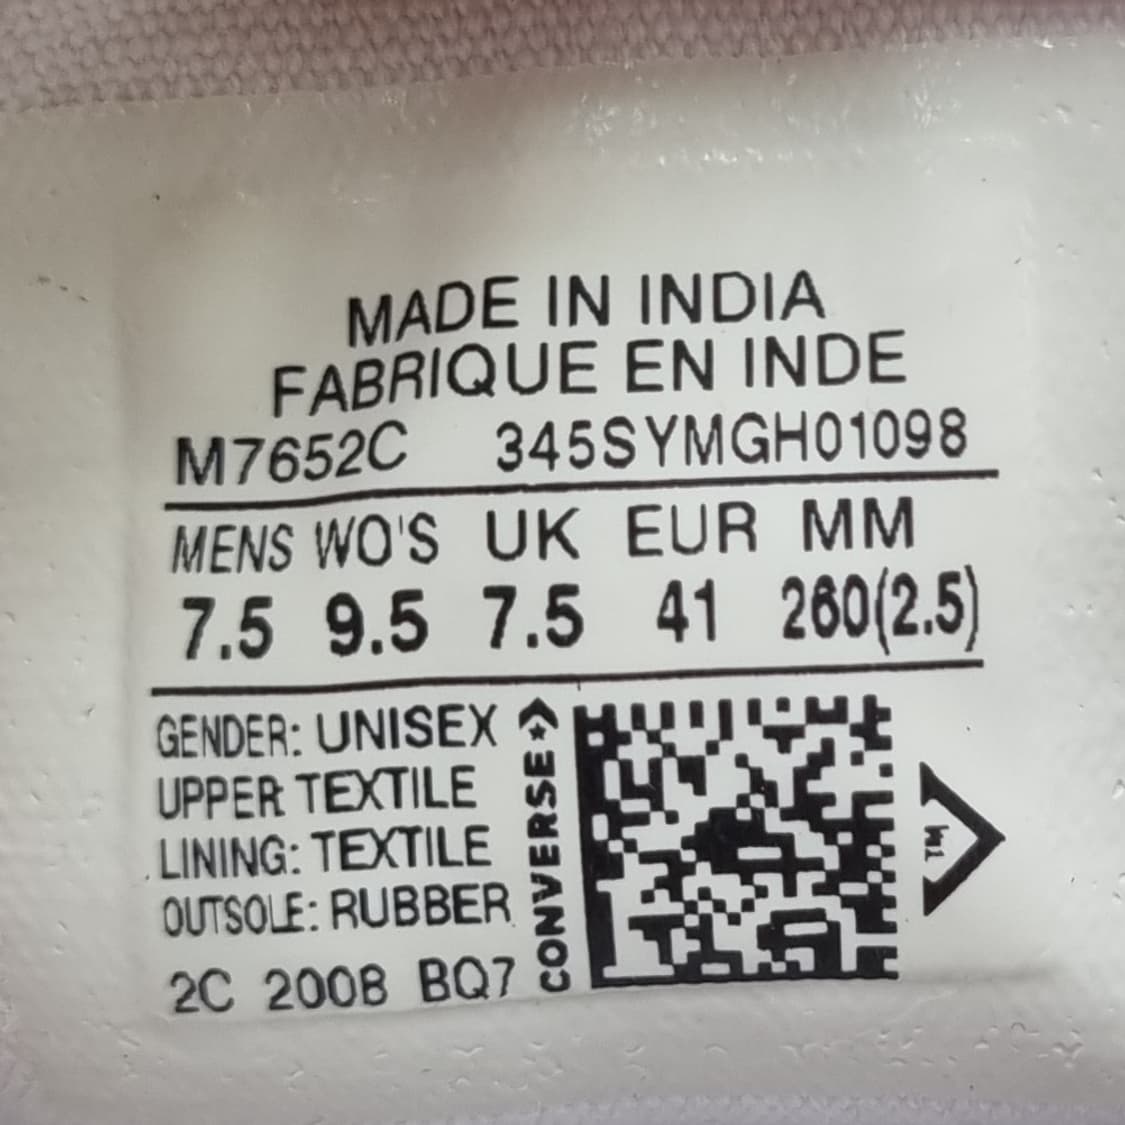 MADE IN INDIA
FABRIQUE EN INDE
M7652C 345SYMGH01098
MENS WO'S UK EUR MM
7.5 9.5 7.5 41 260(2.5)
GENDER: UNISEX
UPPER TEXTILE
LINING: TEXTILE
OUTSOLE: RUBBER
2C 2008 BQ7
CONVERSE